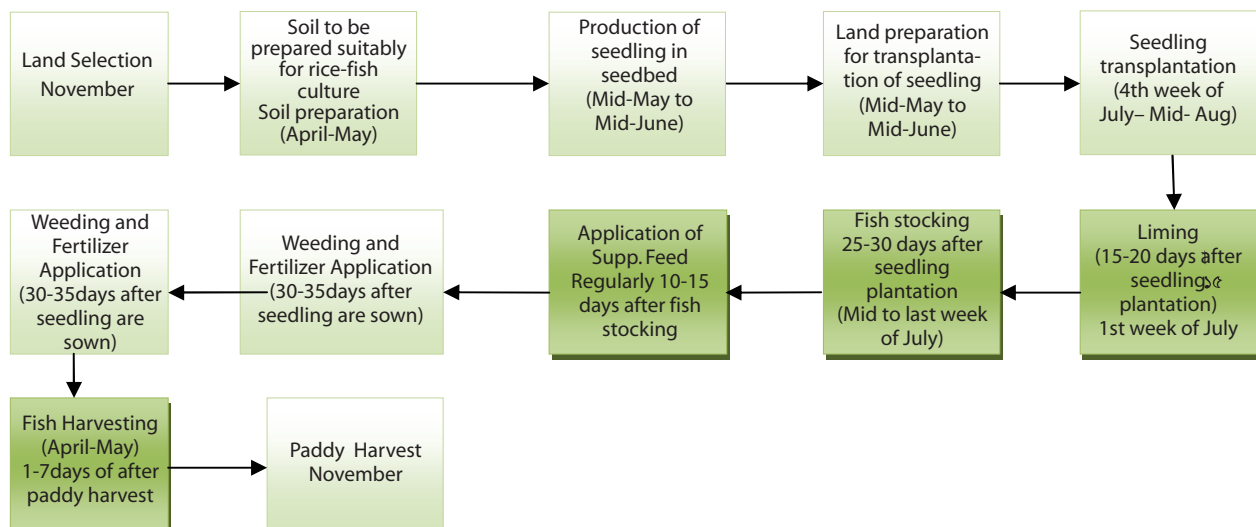 Land Selection
November
Soil to be
prepared suitably
for rice-fish
culture
Soil preparation
(April-May)
Production of
seedling in
seedbed
(Mid-May to
Mid-June)
Land preparation
for transplanta-
tion of seedling
(Mid-May to
Mid-June)
Seedling
transplantation
(4th week of
July– Mid- Aug)
Liming
(15-20 days after
seedling
plantation)
1st week of July
Fish stocking
25-30 days after
seedling
plantation
(Mid to last week
of July)
Application of
Supp. Feed
Regularly 10-15
days after fish
stocking
Weeding and
Fertilizer Application
(30-35days after
seedling are sown)
Weeding and
Fertilizer
Application
(30-35days after
seedling are
sown)
Fish Harvesting
(April-May)
1-7days of after
paddy harvest
Paddy Harvest
November